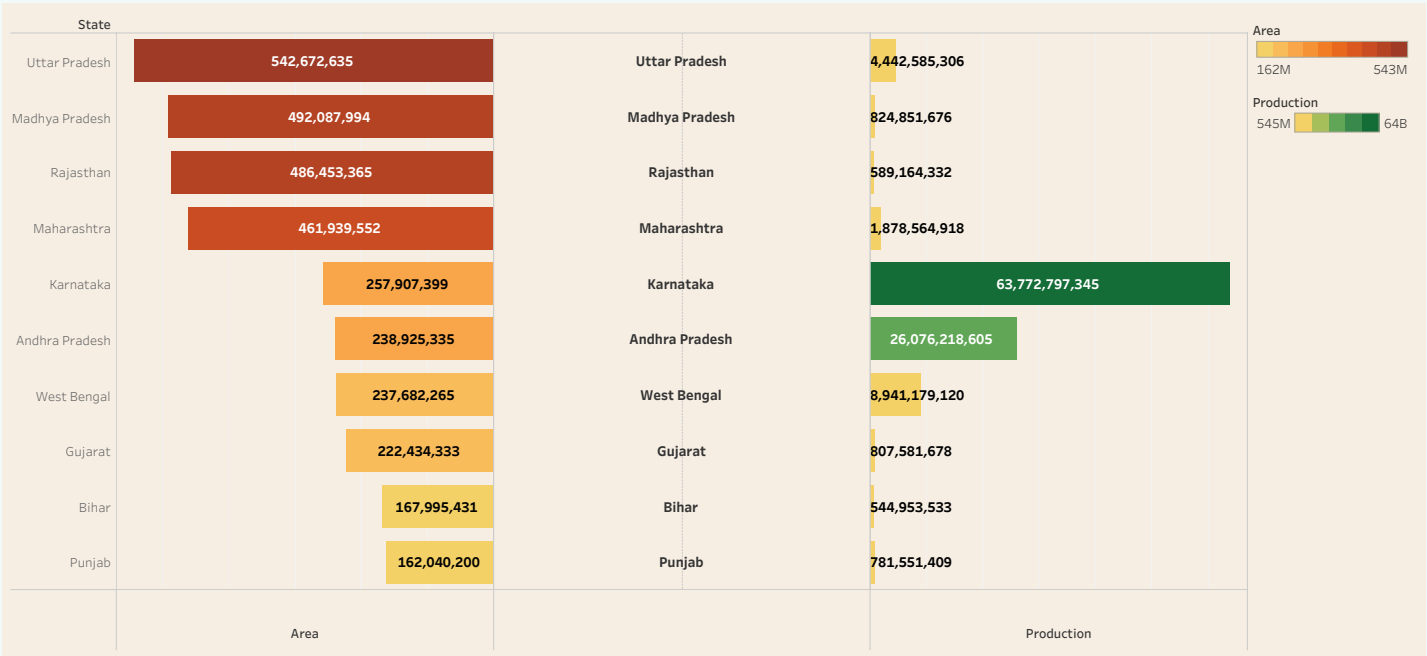 State
Uttar Pradesh 542,672,635 Uttar Pradesh 4,442,585,306
Madhya Pradesh 492,087,994 Madhya Pradesh 824,851,676
Rajasthan 486,453,365 Rajasthan 589,164,332
Maharashtra 461,939,552 Maharashtra 1,878,564,918
Karnataka 257,907,399 Karnataka 63,772,797,345
Andhra Pradesh 238,925,335 Andhra Pradesh 26,076,218,605
West Bengal 237,682,265 West Bengal 8,941,179,120
Gujarat 222,434,333 Gujarat 807,581,678
Bihar 167,995,431 Bihar 544,953,533
Punjab 162,040,200 Punjab 781,551,409
Area Production
Area
162M 543M
Production
545M 64B